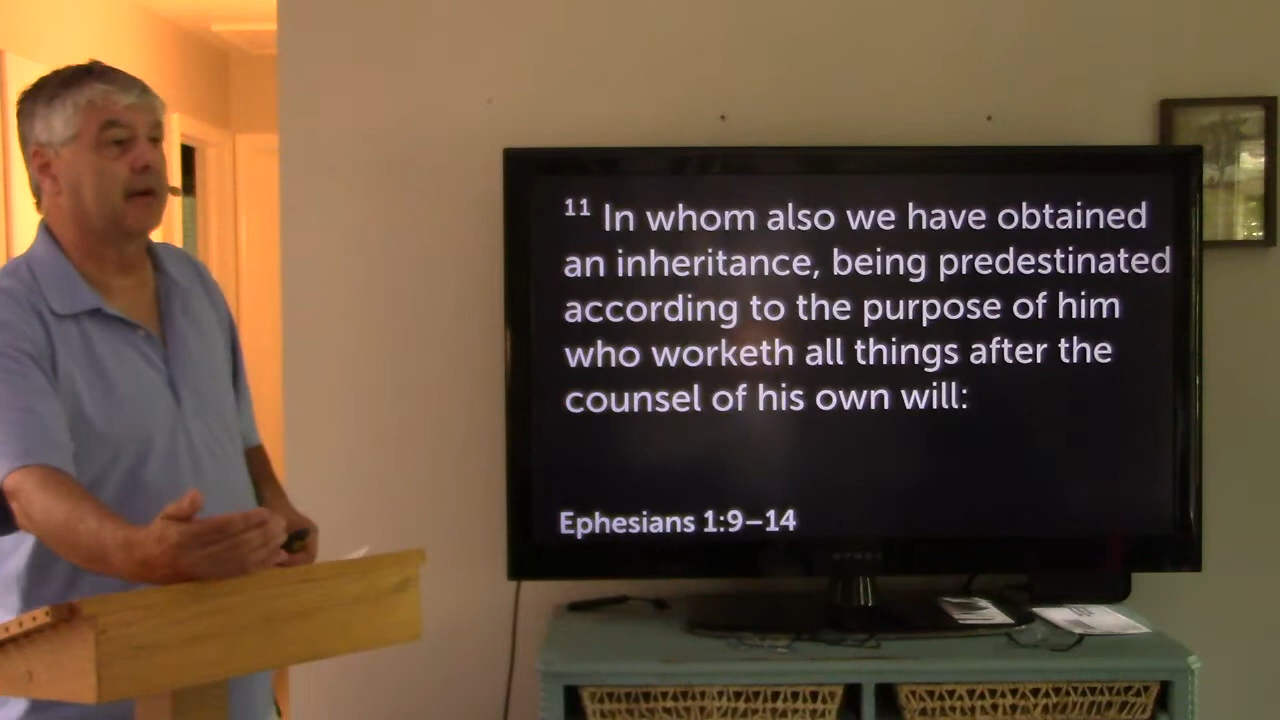 11 In whom also we have obtained
an inheritance, being predestinated
according to the purpose of him
who worketh all things after the
counsel of his own will:
Ephesians 1:9–14